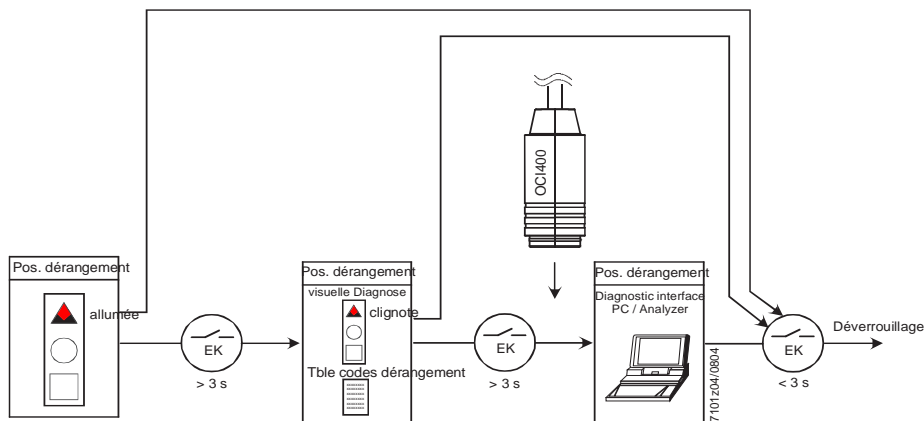 OCI400
Pos. dérangement
allumée
EK
> 3 s
Pos. dérangement
visuelle Diagnose
clignote
Tble codes dérangement
EK
> 3 s
Pos. dérangement
Diagnostic interface
PC / Analyzer
7101z04/0804
EK
< 3 s
Déverrouillage